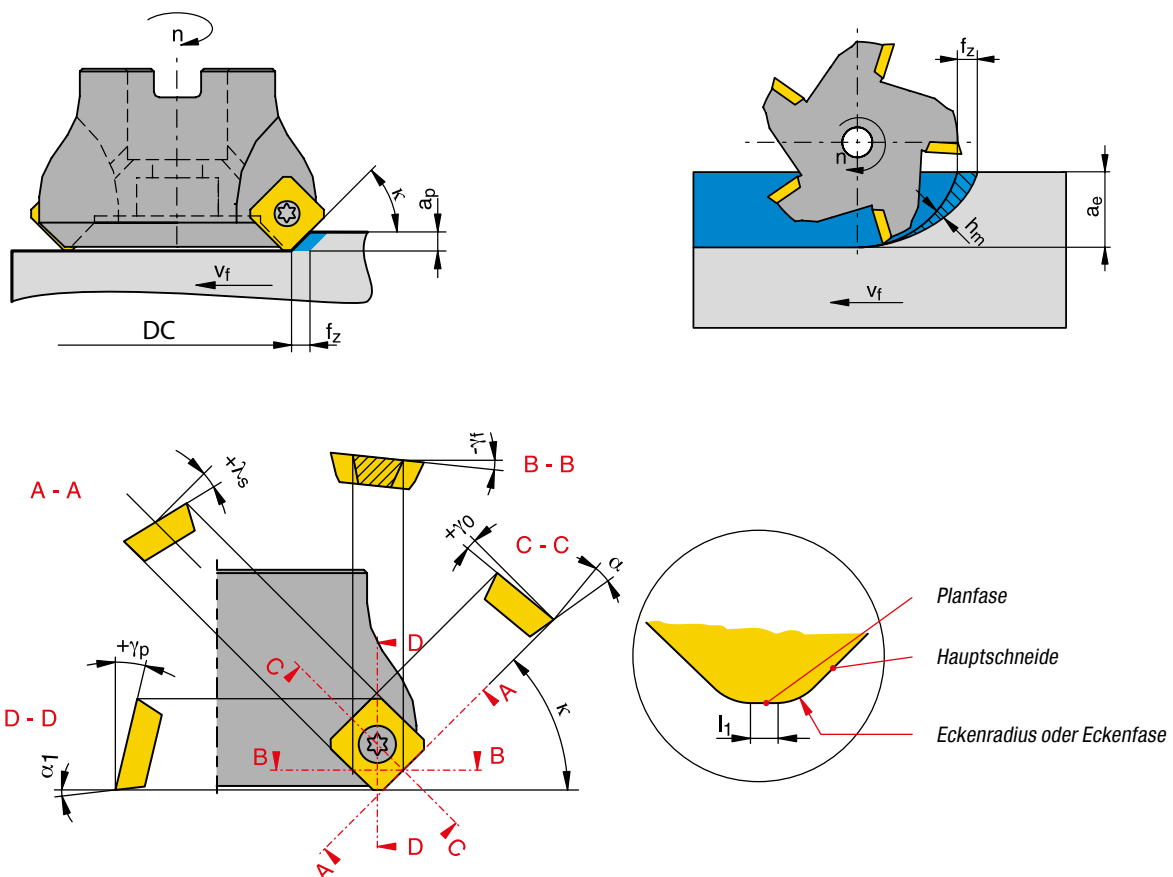 n
κ
ap
vf
DC
fz
fz
n
ae
hm
vf
A - A
+λs
-γf
B - B
+γ0
C - C
α
+γp
D - D
α1
C
D
A
κ
B
B
A
D
C
Planfase
Hauptschneide
l1
Eckenradius oder Eckenfase